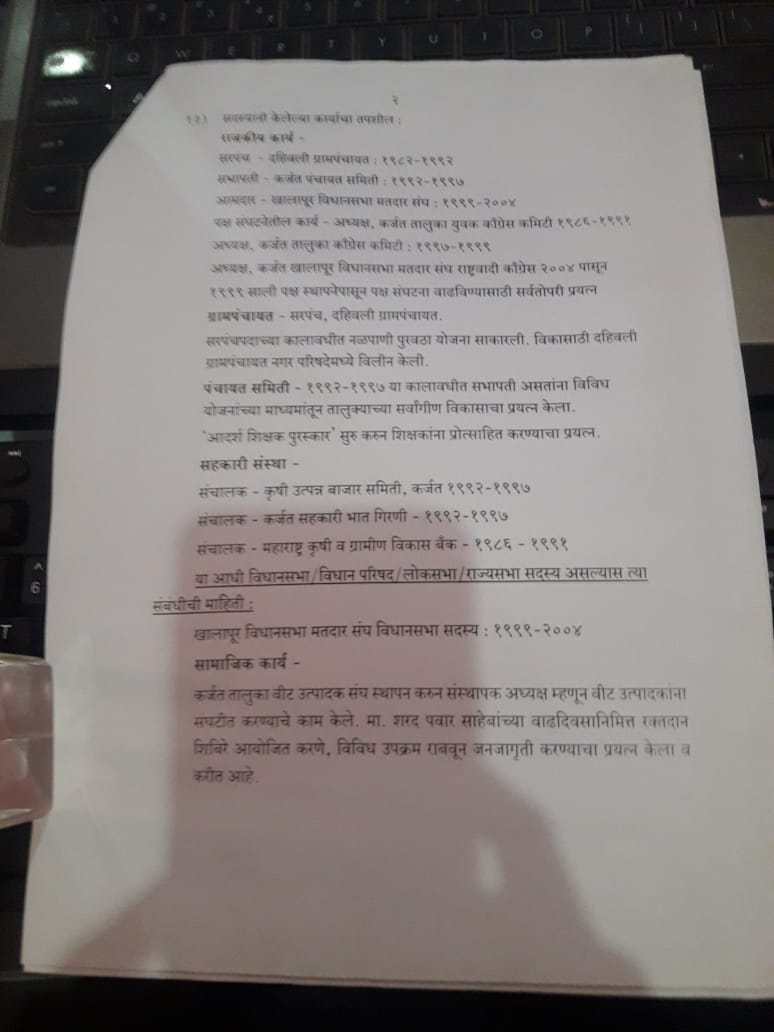 २
१३) सदस्यांनी केलेल्या कार्याचा तपशील :
राजकीय कार्य -
सरपंच - दहिवली ग्रामपंचायत : १९८२-१९९२
सभापती - कर्जत पंचायत समिती : १९९२-१९९७
आमदार - खालापूर विधानसभा मतदार संघ : १९९९-२००४
पक्ष संघटनेतील कार्य - अध्यक्ष, कर्जत तालुका युवक काँग्रेस कमिटी १९८६-१९९१
अध्यक्ष, कर्जत तालुका काँग्रेस कमिटी : १९९७-१९९९
अध्यक्ष, कर्जत खालापूर विधानसभा मतदार संघ राष्ट्रवादी काँग्रेस २००४ पासून
१९९९ साली पक्ष स्थापनेपासून पक्ष संघटना वाढविण्यासाठी सर्वतोपरी प्रयत्न
ग्रामपंचायत - सरपंच, दहिवली ग्रामपंचायत.
सरपंचपदाच्या कालावधीत नळपाणी पुरवठा योजना साकारली. विकासासाठी दहिवली
ग्रामपंचायत नगर परिषदेमध्ये विलीन केली.
पंचायत समिती - १९९२-१९९७ या कालावधीत सभापती असतांना विविध
योजनांच्या माध्यमांतून तालुक्याच्या सर्वांगीण विकासाचा प्रयत्न केला.
'आदर्श शिक्षक पुरस्कार' सुरु करुन शिक्षकांना प्रोत्साहित करण्याचा प्रयत्न.
सहकारी संस्था -
संचालक - कृषी उत्पन्न बाजार समिती, कर्जत १९९२-१९९७
संचालक - कर्जत सहकारी भात गिरणी - १९९२-१९९७
संचालक - महाराष्ट्र कृषी व ग्रामीण विकास बँक - १९८६ - १९९१
या आधी विधानसभा/विधान परिषद/लोकसभा/राज्यसभा सदस्य असल्यास त्या
संबंधीची माहिती :
खालापूर विधानसभा मतदार संघ विधानसभा सदस्य : १९९९-२००४
सामाजिक कार्य -
कर्जत तालुका वीट उत्पादक संघ स्थापन करुन संस्थापक अध्यक्ष म्हणून वीट उत्पादकांना
संघटीत करण्याचे काम केले. मा. शरद पवार साहेबांच्या वाढदिवसानिमित्त रक्तदान
शिबिरे आयोजित करणे, विविध उपक्रम राबवून जनजागृती करण्याचा प्रयत्न केला व
करीत आहे.
Q W E R T Y U I O P
6
T